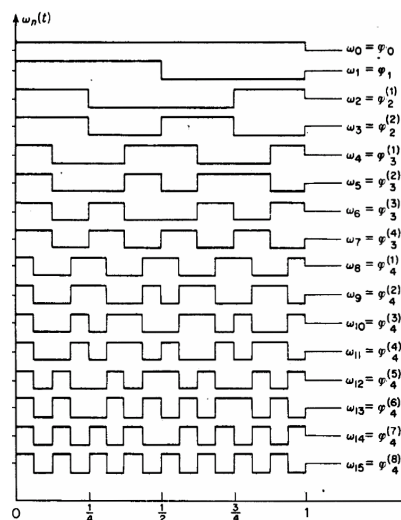 ωₙ(t)
ω₀ = φ₀
ω₁ = φ₁
ω₂ = φ₂⁽¹⁾
ω₃ = φ₂⁽²⁾
ω₄ = φ₃⁽¹⁾
ω₅ = φ₃⁽²⁾
ω₆ = φ₃⁽³⁾
ω₇ = φ₃⁽⁴⁾
ω₈ = φ₄⁽¹⁾
ω₉ = φ₄⁽²⁾
ω₁₀ = φ₄⁽³⁾
ω₁₁ = φ₄⁽⁴⁾
ω₁₂ = φ₄⁽⁵⁾
ω₁₃ = φ₄⁽⁶⁾
ω₁₄ = φ₄⁽⁷⁾
ω₁₅ = φ₄⁽⁸⁾
0 1/4 1/2 3/4 1